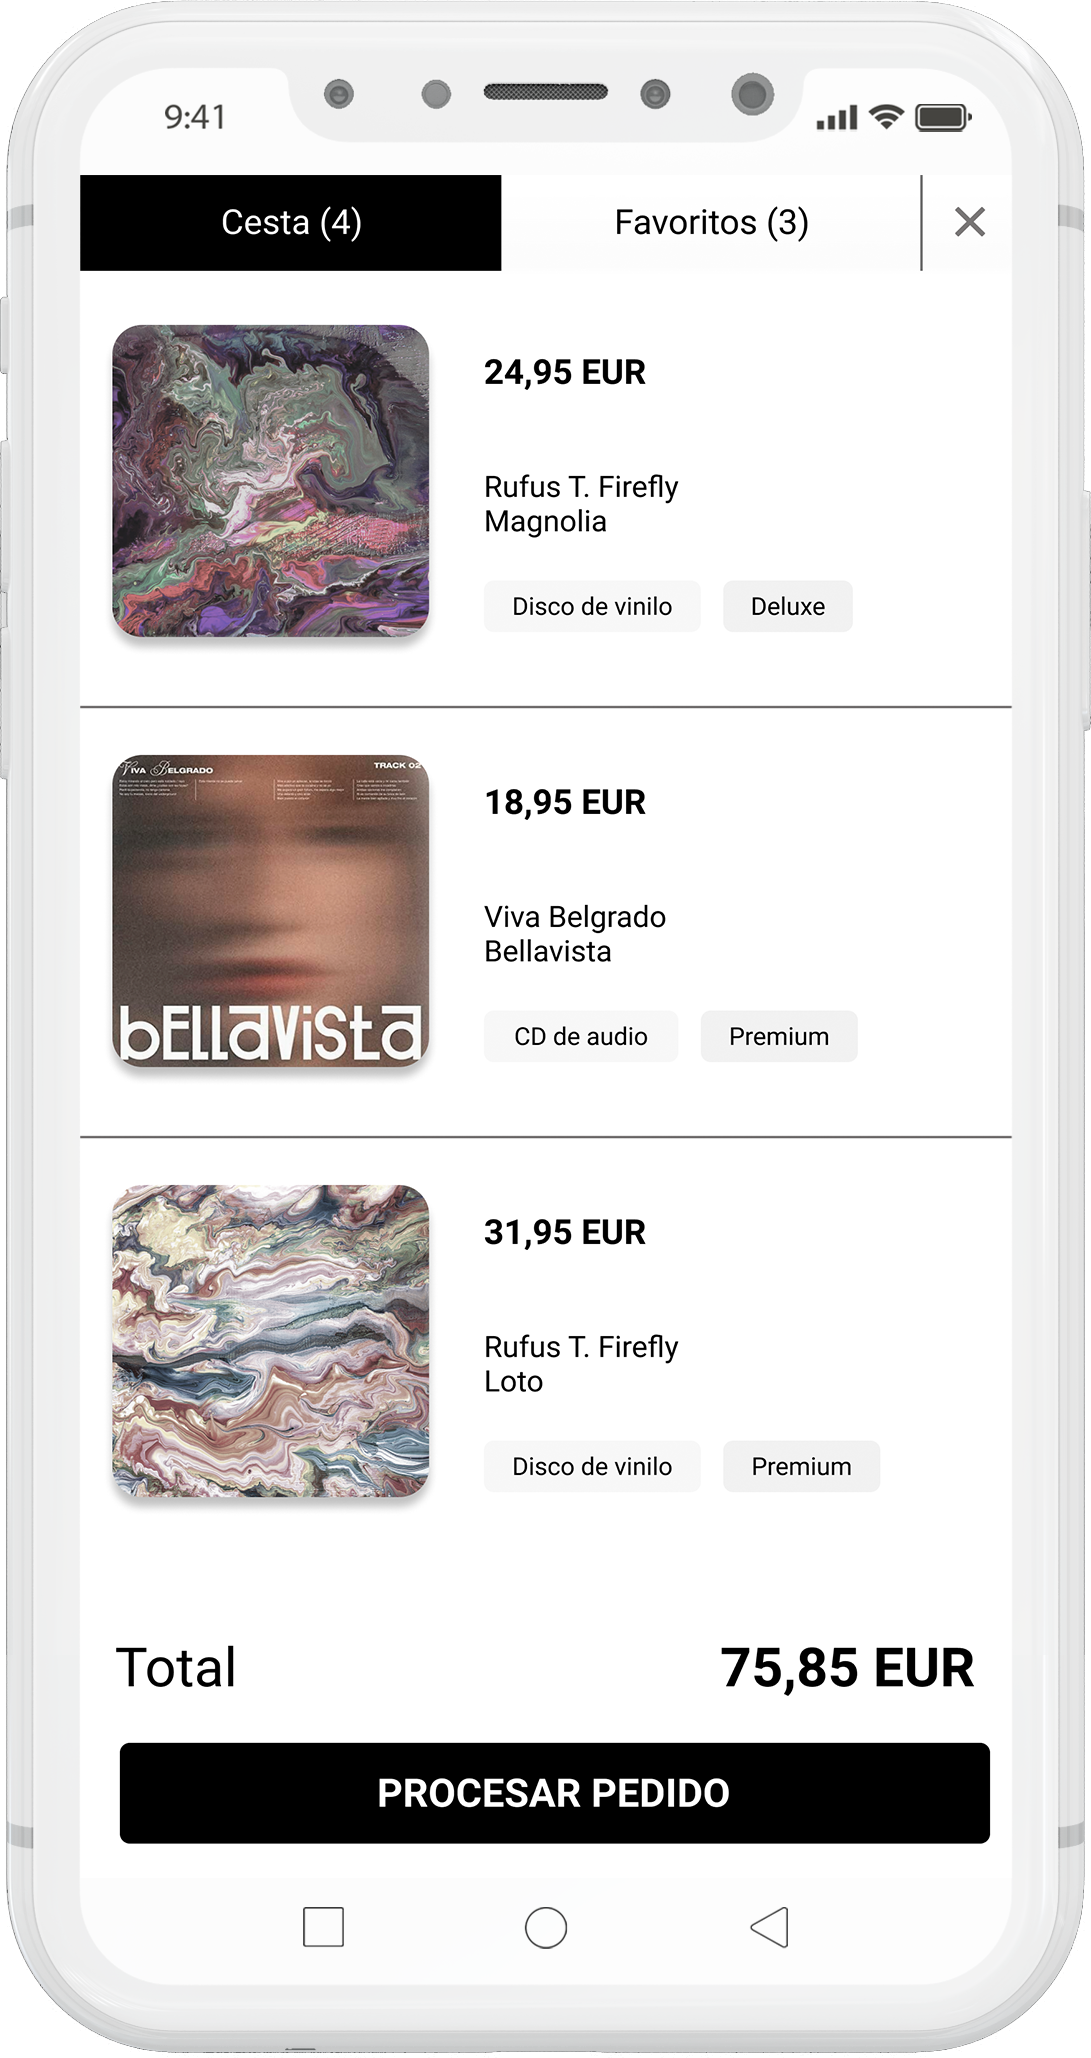 9:41
Cesta (4)
Favoritos (3)
24,95 EUR
Rufus T. Firefly
Magnolia
Disco de vinilo
Deluxe
VIVA BELGRADO
TRACK 02
bELLaViSta
18,95 EUR
Viva Belgrado
Bellavista
CD de audio
Premium
31,95 EUR
Rufus T. Firefly
Loto
Disco de vinilo
Premium
Total
75,85 EUR
PROCESAR PEDIDO